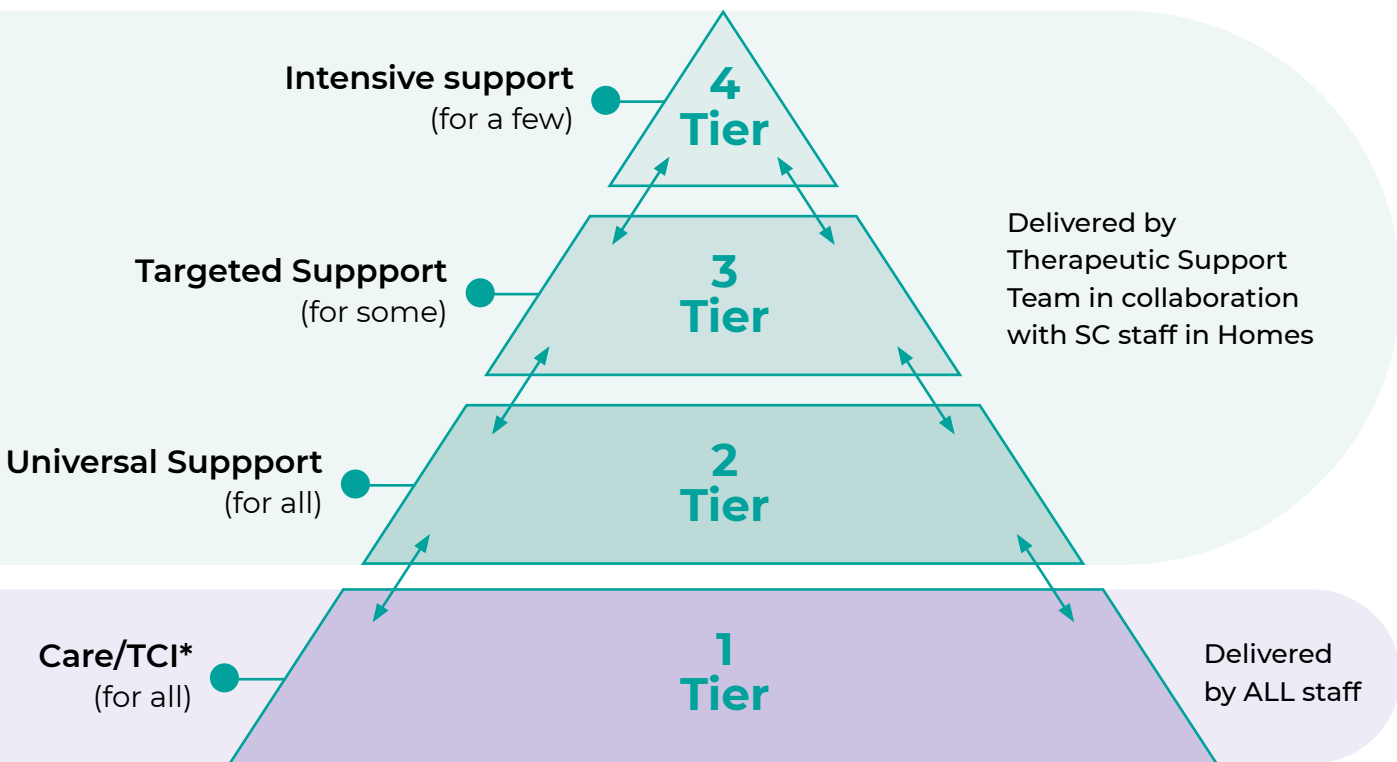 Intensive support
(for a few)
4
Tier
Targeted Suppport
(for some)
3
Tier
Delivered by
Therapeutic Support
Team in collaboration
with SC staff in Homes
Universal Suppport
(for all)
2
Tier
Care/TCI*
(for all)
1
Tier
Delivered
by ALL staff